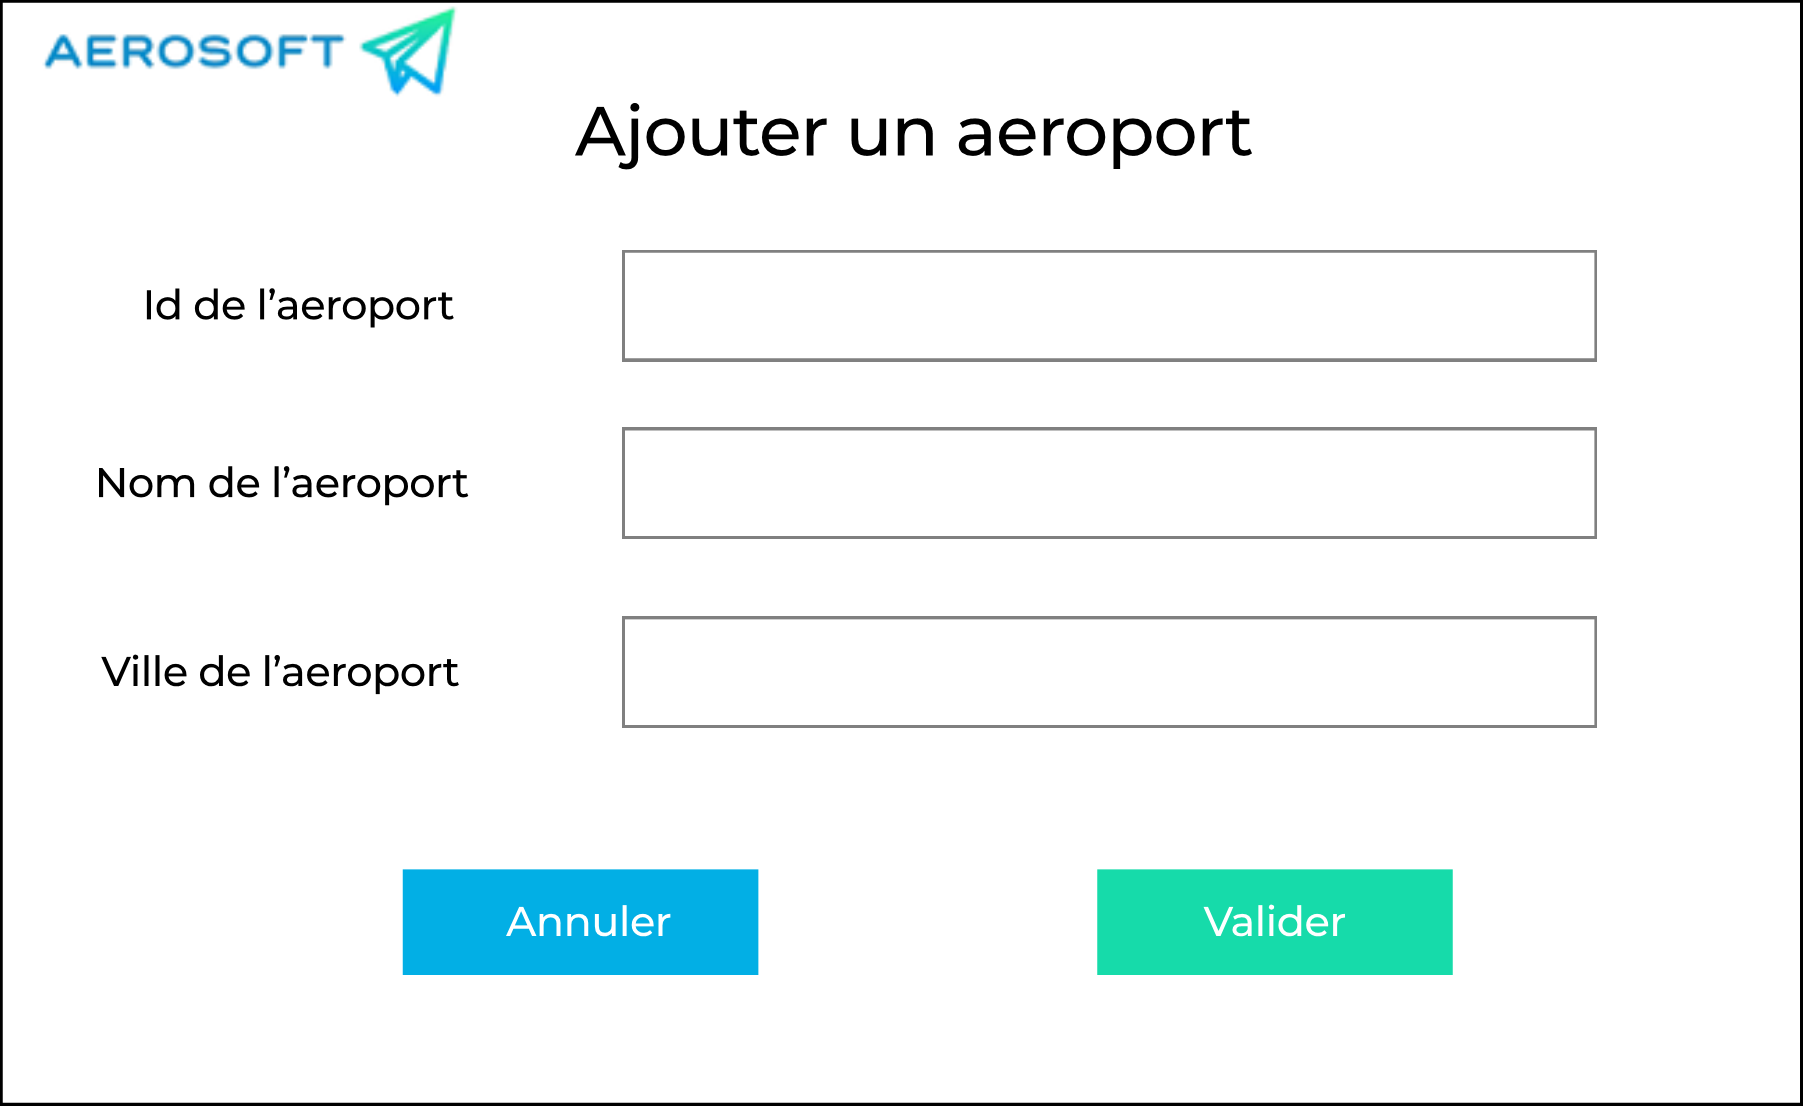 AEROSOFT
Ajouter un aeroport
Id de l’aeroport
Nom de l’aeroport
Ville de l’aeroport
Annuler
Valider